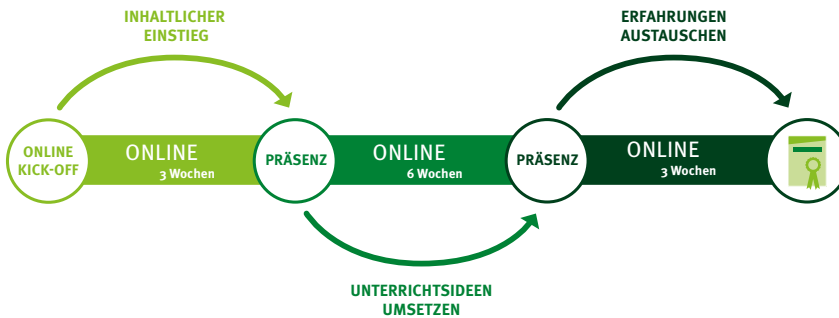 INHALTLICHER
EINSTIEG
ERFAHRUNGEN
AUSTAUSCHEN
ONLINE
KICK-OFF
ONLINE
3 Wochen
PRÄSENZ
ONLINE
6 Wochen
PRÄSENZ
ONLINE
3 Wochen
UNTERRICHTSIDEEN
UMSETZEN